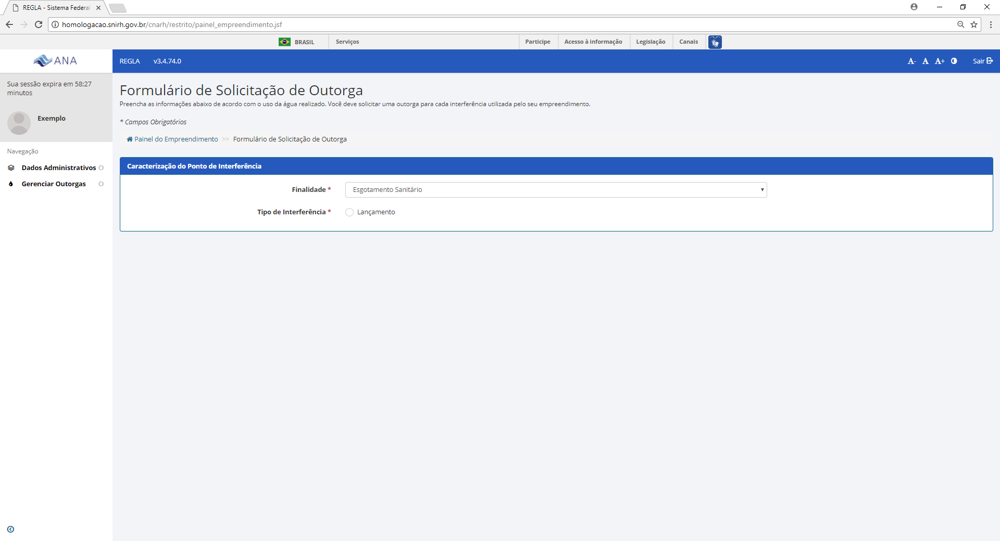 REGLA - Sistema Federal
homologacao.snirh.gov.br/cnarh/restrito/painel_empreendimento.jsf
BRASIL
Serviços
Participe
Acesso à informação
Legislação
Canais
ANA
REGLA v3.4.74.0
A- A A+
Sair
Sua sessão expira em 58:27
minutos
Exemplo
Navegação
Dados Administrativos
Gerenciar Outorgas
Formulário de Solicitação de Outorga
Preencha as informações abaixo de acordo com o uso da água realizado. Você deve solicitar uma outorga para cada interferência utilizada pelo seu empreendimento.
* Campos Obrigatórios
Painel do Empreendimento >> Formulário de Solicitação de Outorga
Caracterização do Ponto de Interferência
Finalidade * Esgotamento Sanitário
Tipo de Interferência * Lançamento